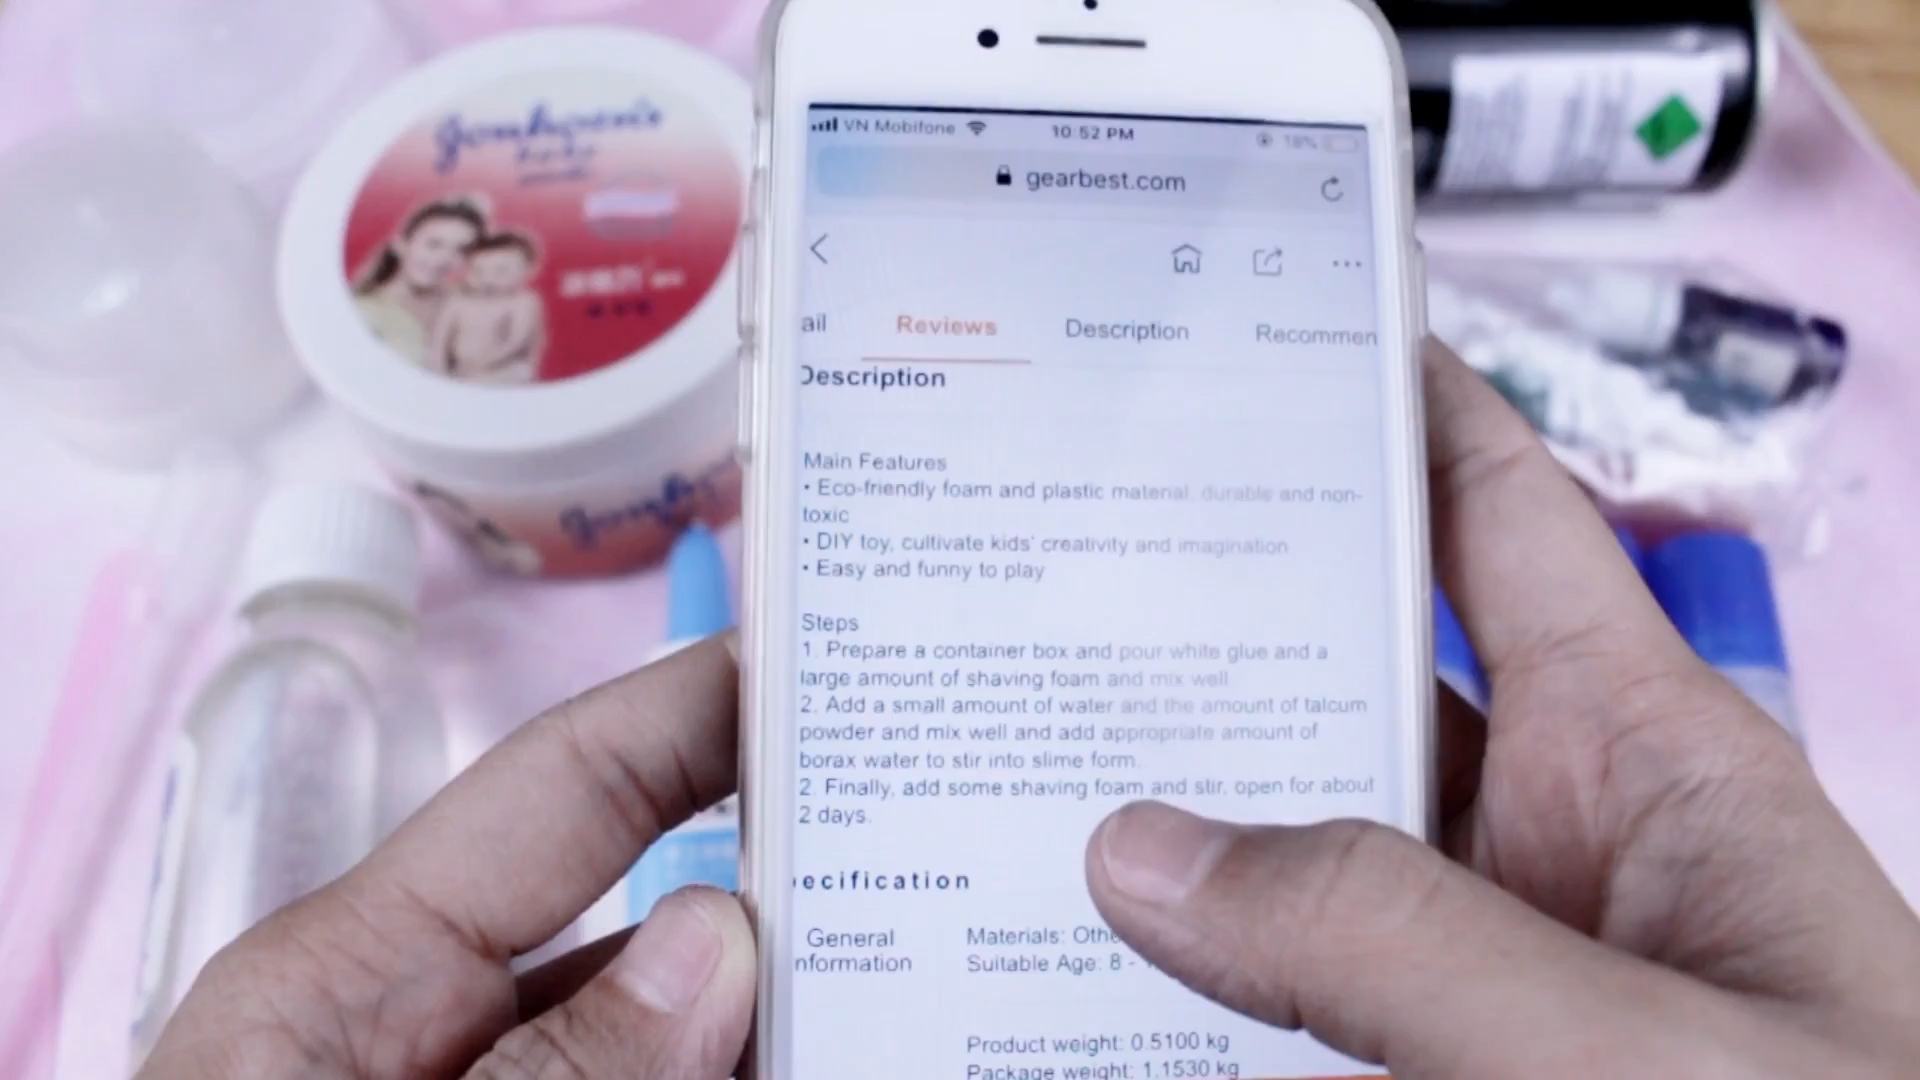 VN Mobifone
10:52 PM
18%
gearbest.com
ail
Reviews
Description
Recommen
Description
Main Features
• Eco-friendly foam and plastic material, durable and non-
toxic
• DIY toy, cultivate kids' creativity and imagination
• Easy and funny to play
Steps
1. Prepare a container box and pour white glue and a
large amount of shaving foam and mix well.
2. Add a small amount of water and the amount of talcum
powder and mix well and add appropriate amount of
borax water to stir into slime form.
2. Finally, add some shaving foam and stir, open for about
2 days.
ecification
General
nformation
Materials: Othe
Suitable Age: 8 -
Product weight: 0.5100 kg
Package weight: 1.1530 kg